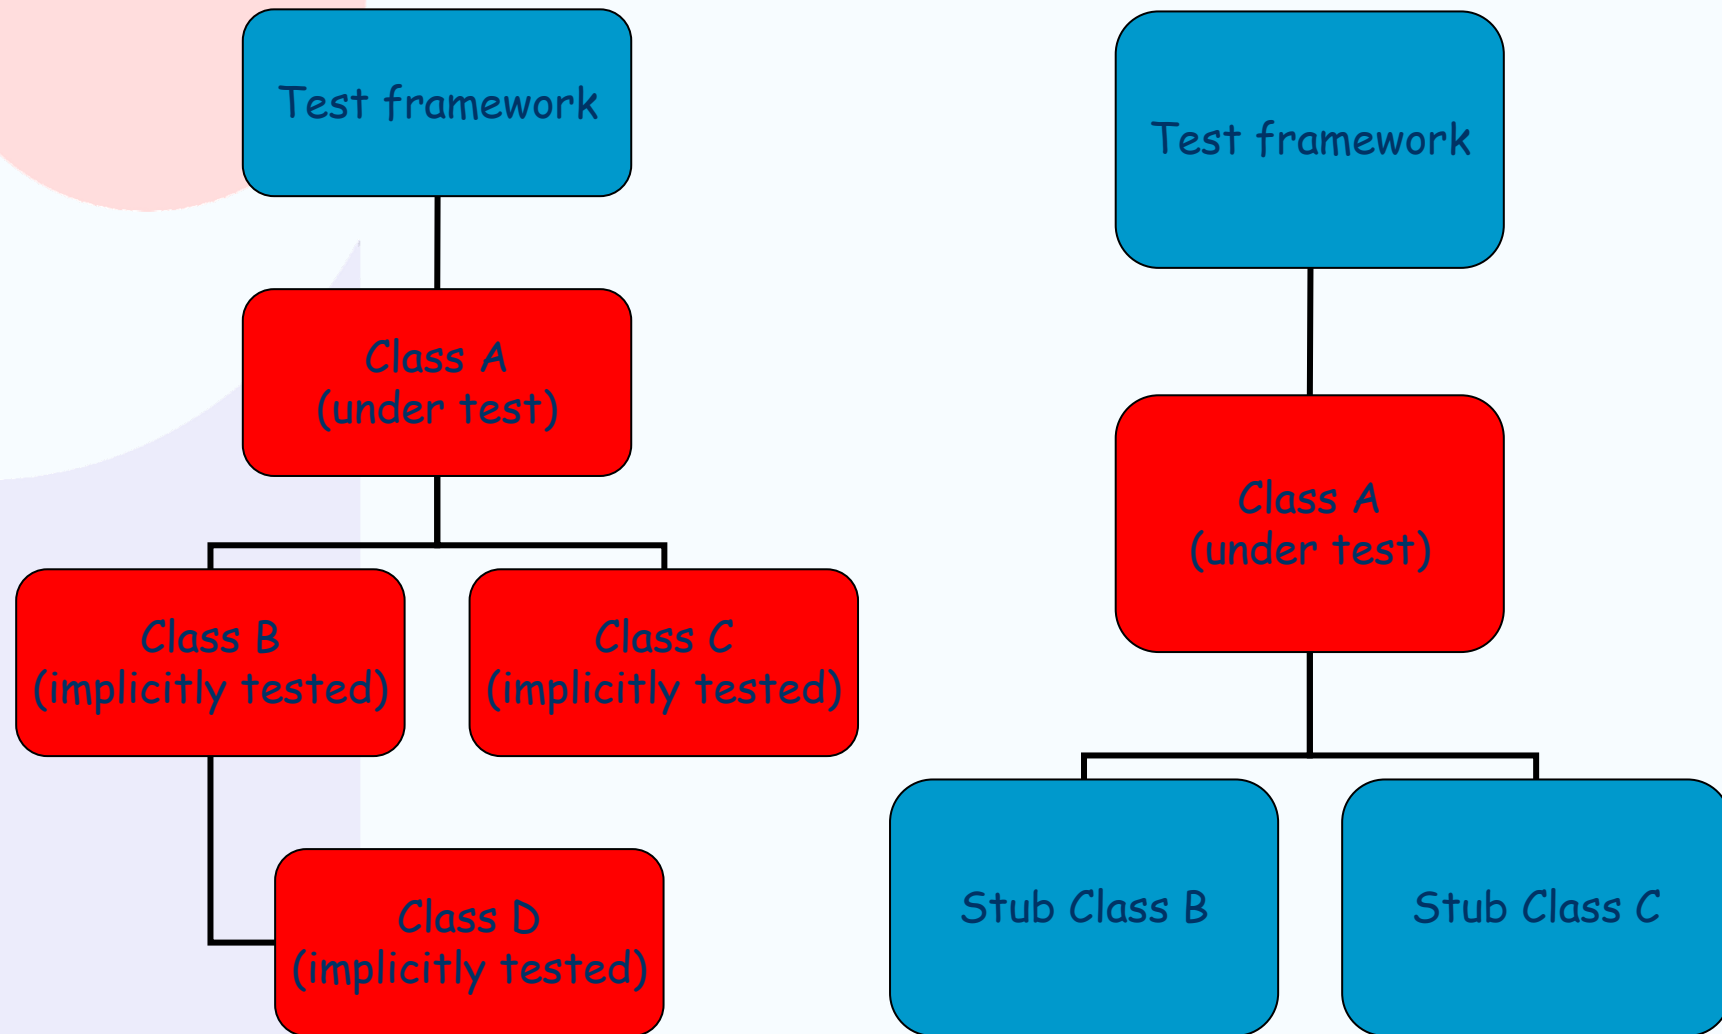 Test framework
Class A
(under test)
Class B
(implicitly tested)
Class C
(implicitly tested)
Class D
(implicitly tested)
Test framework
Class A
(under test)
Stub Class B
Stub Class C